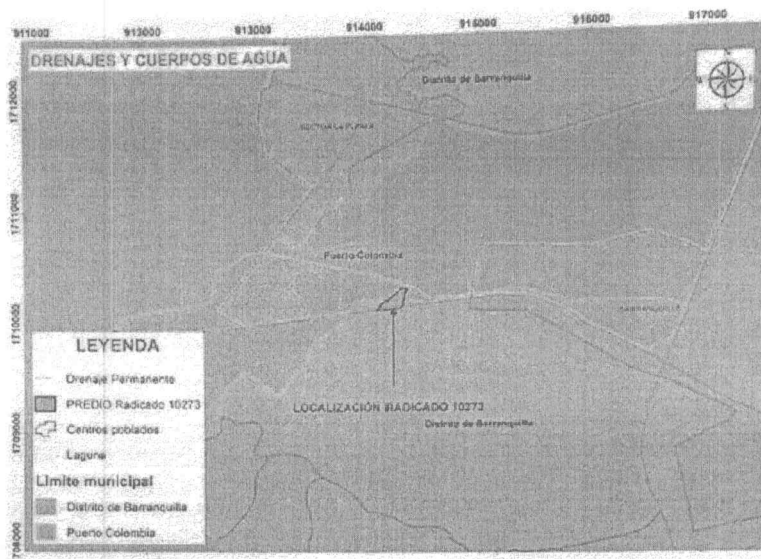 911000 913000 913000 914000 915000 916000 917000
DRENAJES Y CUERPOS DE AGUA
Distrito de Barranquilla
1712000
1711000
Puerto Colombia
1710000
LEYENDA
Drenaje Permanente
PREDIO Radicado 10273
LOCALIZACIÓN RADICADO 10273
Centros poblados
Distrito de Barranquilla
1709000
Laguna
Limite municipal
Distrito de Barranquilla
Puerto Colombia
1708000